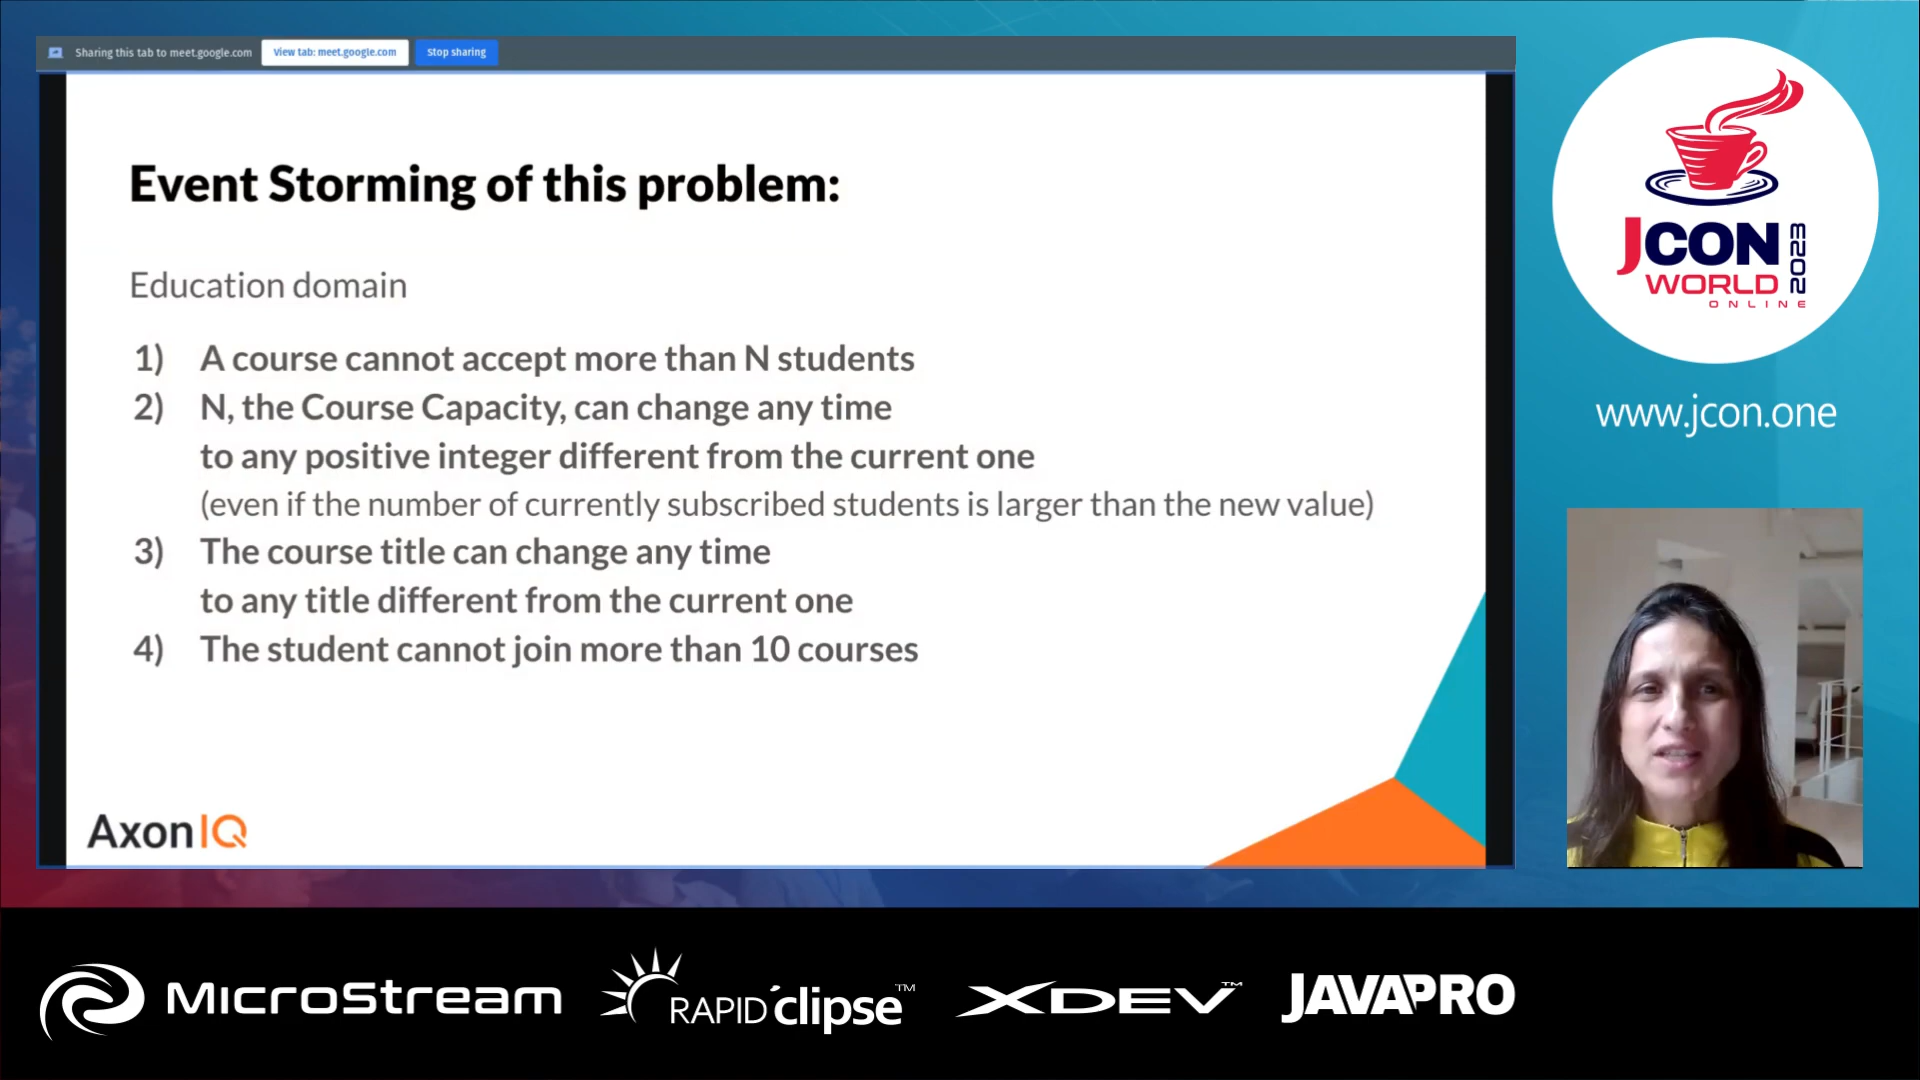 Sharing this tab to meet.google.com
View tab: meet.google.com
Stop sharing
Event Storming of this problem:
Education domain
1) A course cannot accept more than N students
2) N, the Course Capacity, can change any time
to any positive integer different from the current one
(even if the number of currently subscribed students is larger than the new value)
3) The course title can change any time
to any title different from the current one
4) The student cannot join more than 10 courses
AxonIQ
JCON
WORLD
ONLINE
2023
www.jcon.one
MicroStream
RAPID'clipse™
XDEV™
JAVAPRO